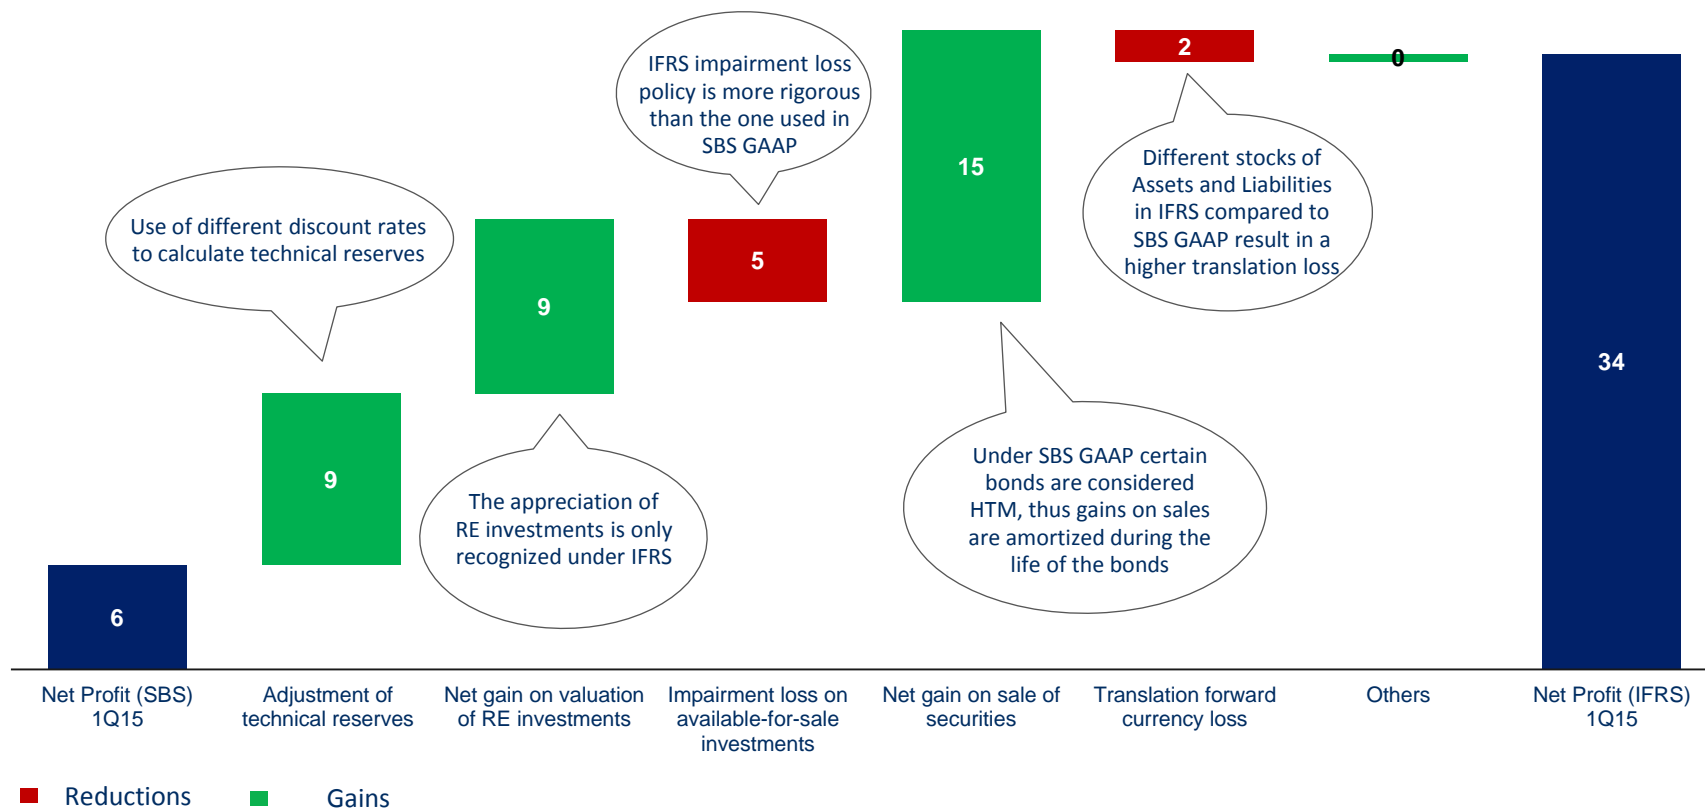 IFRS impairment loss
policy is more rigorous
than the one used in
SBS GAAP
2
0
15
Different stocks of
Assets and Liabilities
in IFRS compared to
SBS GAAP result in a
higher translation loss
Use of different discount rates
to calculate technical reserves
5
9
34
Under SBS GAAP certain
bonds are considered
HTM, thus gains on sales
are amortized during the
life of the bonds
9
The appreciation of
RE investments is only
recognized under IFRS
6
Net Profit (SBS)
1Q15
Adjustment of
technical reserves
Net gain on valuation
of RE investments
Impairment loss on
available-for-sale
investments
Net gain on sale of
securities
Translation forward
currency loss
Others
Net Profit (IFRS)
1Q15
Reductions
Gains